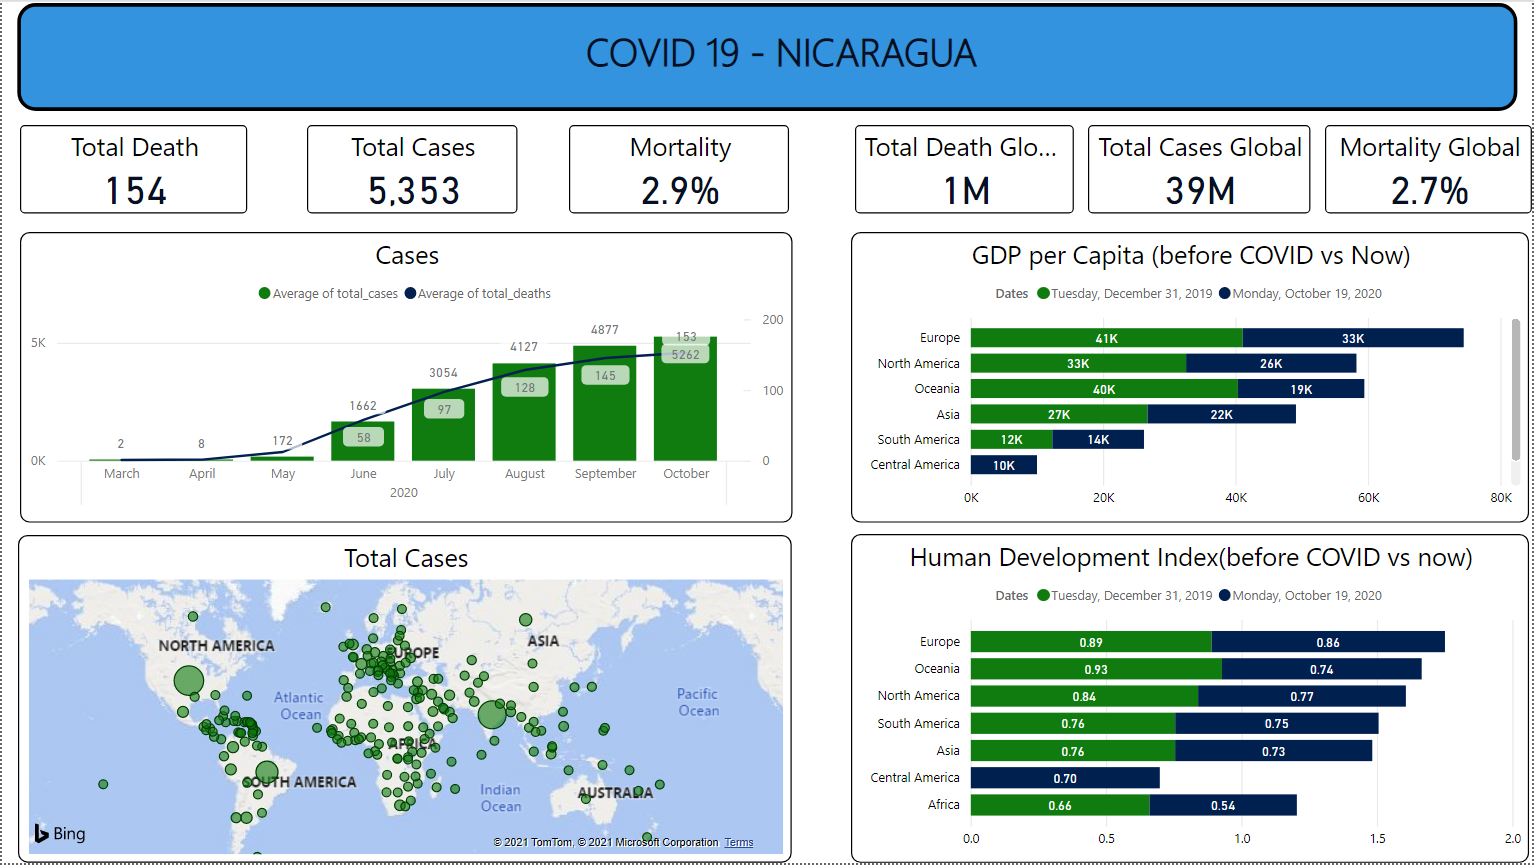 COVID 19 - NICARAGUA
Total Death
154
Total Cases
5,353
Mortality
2.9%
Total Death Glo...
1M
Total Cases Global
39M
Mortality Global
2.7%
Cases
Average of total_cases Average of total_deaths
5K
0K
200
100
0
2
8
172
1662
3054
4127
4877
5262
58
97
128
145
153
March April May June July August September October
2020
GDP per Capita (before COVID vs Now)
Dates Tuesday, December 31, 2019 Monday, October 19, 2020
Europe 41K 33K
North America 33K 26K
Oceania 40K 19K
Asia 27K 22K
South America 12K 14K
Central America 10K
0K 20K 40K 60K 80K
Total Cases
NORTH AMERICA
EUROPE
ASIA
Atlantic
Ocean
Pacific
Ocean
AFRICA
SOUTH AMERICA
Indian
Ocean
AUSTRALIA
Bing
© 2021 TomTom, © 2021 Microsoft Corporation Terms
Human Development Index(before COVID vs now)
Dates Tuesday, December 31, 2019 Monday, October 19, 2020
Europe 0.89 0.86
Oceania 0.93 0.74
North America 0.84 0.77
South America 0.76 0.75
Asia 0.76 0.73
Central America 0.70
Africa 0.66 0.54
0.0 0.5 1.0 1.5 2.0